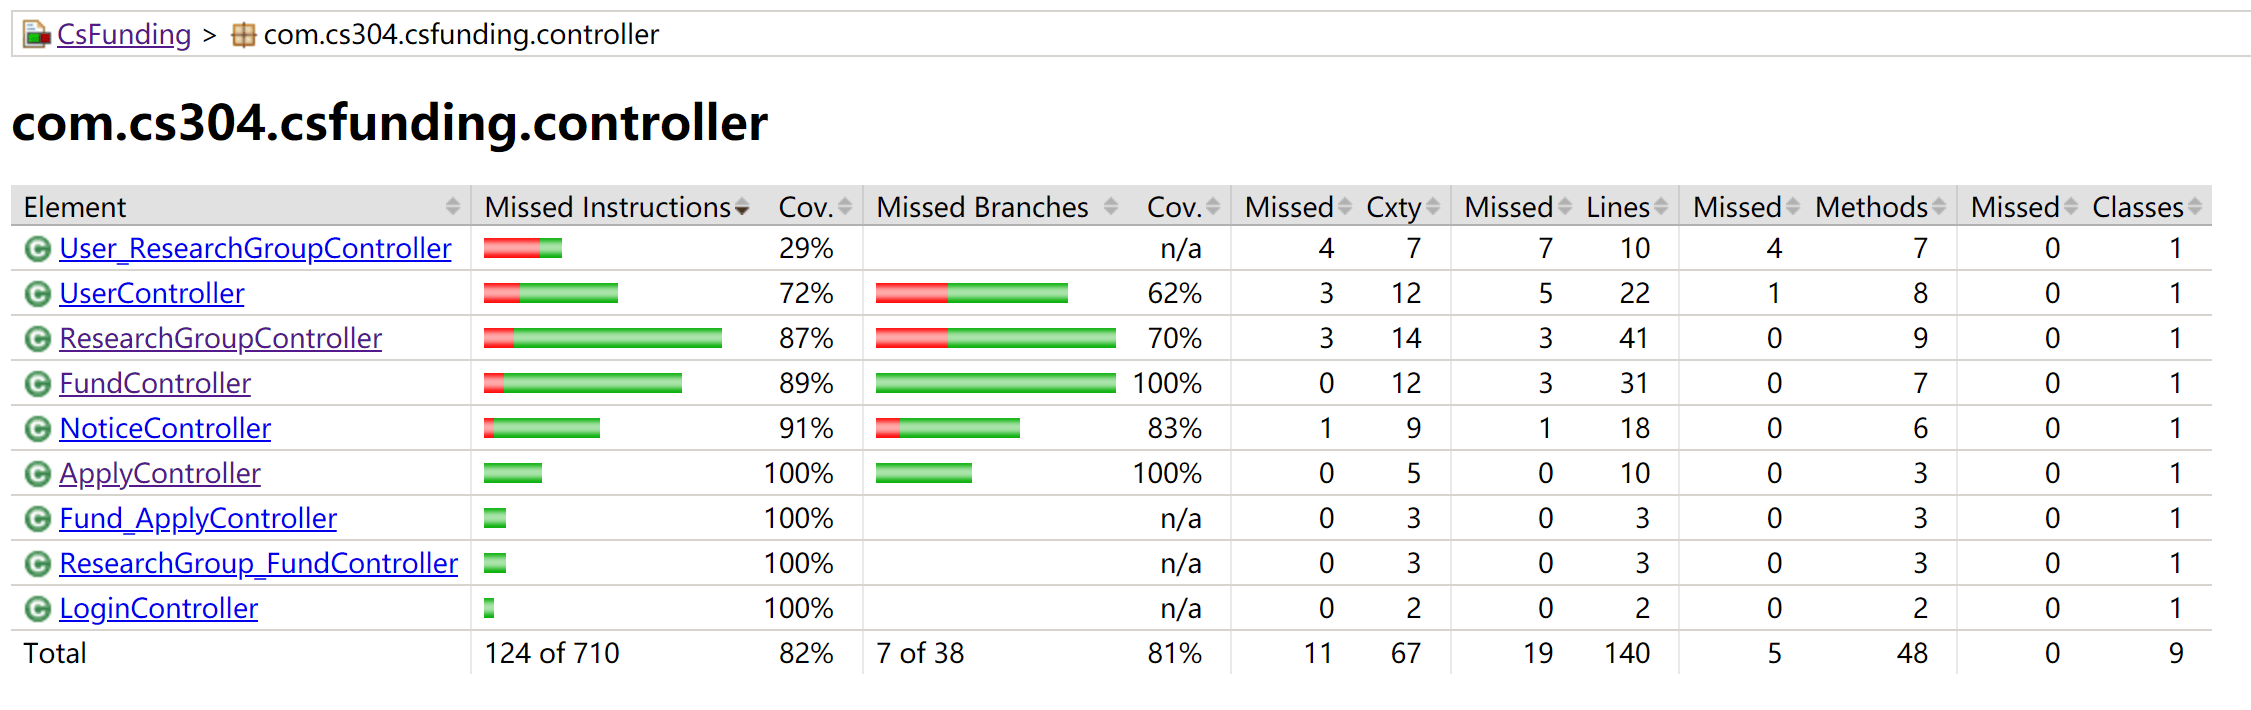 CsFunding > com.cs304.csfunding.controller
com.cs304.csfunding.controller
Element Missed Instructions Cov. Missed Branches Cov. Missed Cxty Missed Lines Missed Methods Missed Classes
User_ResearchGroupController 29% n/a 4 7 7 10 4 7 0 1
UserController 72% 62% 3 12 5 22 1 8 0 1
ResearchGroupController 87% 70% 3 14 3 41 0 9 0 1
FundController 89% 100% 0 12 3 31 0 7 0 1
NoticeController 91% 83% 1 9 1 18 0 6 0 1
ApplyController 100% 100% 0 5 0 10 0 3 0 1
Fund_ApplyController 100% n/a 0 3 0 3 0 3 0 1
ResearchGroup_FundController 100% n/a 0 3 0 3 0 3 0 1
LoginController 100% n/a 0 2 0 2 0 2 0 1
Total 124 of 710 82% 7 of 38 81% 11 67 19 140 5 48 0 9